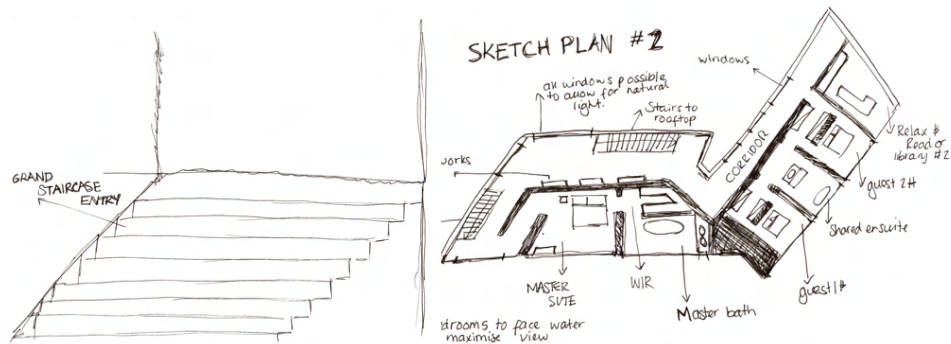 GRAND
STAIRCASE
ENTRY
SKETCH PLAN #2
all windows possible
to allow for natural
light.
Stairs to
rooftop
windows
CORRIDOR
Relax &
Read or
library #2
guest 2#
Shared ensuite
guest 1#
Master bath
WIR
MASTER
SUTE
drooms to face water
maximise view